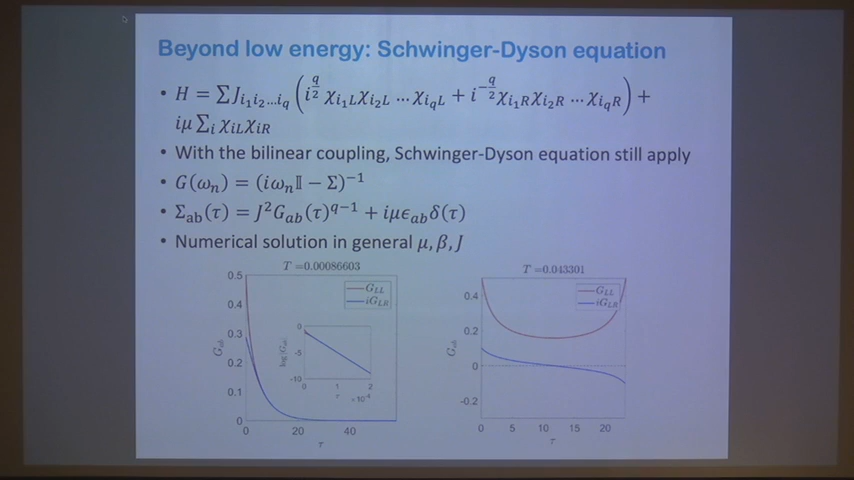 Beyond low energy: Schwinger-Dyson equation
• H = ∑J_{i₁i₂…i_q} (i^{q/2} χ_{i₁L}χ_{i₂L} … χ_{i_qL} + i^{-q/2} χ_{i₁R}χ_{i₂R} … χ_{i_qR}) +
iμ ∑_i χ_{iL}χ_{iR}
• With the bilinear coupling, Schwinger-Dyson equation still apply
• G(ω_n) = (iω_n𝕀 − Σ)^{−1}
• Σ_{ab}(τ) = J²G_{ab}(τ)^{q−1} + iμϵ_{ab}δ(τ)
• Numerical solution in general μ, β, J
T =0.00086603
0.5
0.4
0.3
0.2
0.1
0
G_{ab}
G_{LL}
iG_{LR}
0
-5
-10
log|G_{ab}|
0 1 2
τ ×10⁻⁴
0 20 40
τ
T =0.043301
0.4
0.2
0
-0.2
G_{ab}
G_{LL}
iG_{LR}
0 5 10 15 20
τ